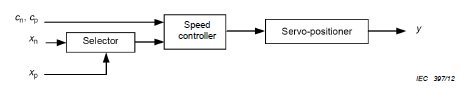 cn, cp
xn
Selector
Speed
controller
Servo-positioner
y
xp
IEC 397/12